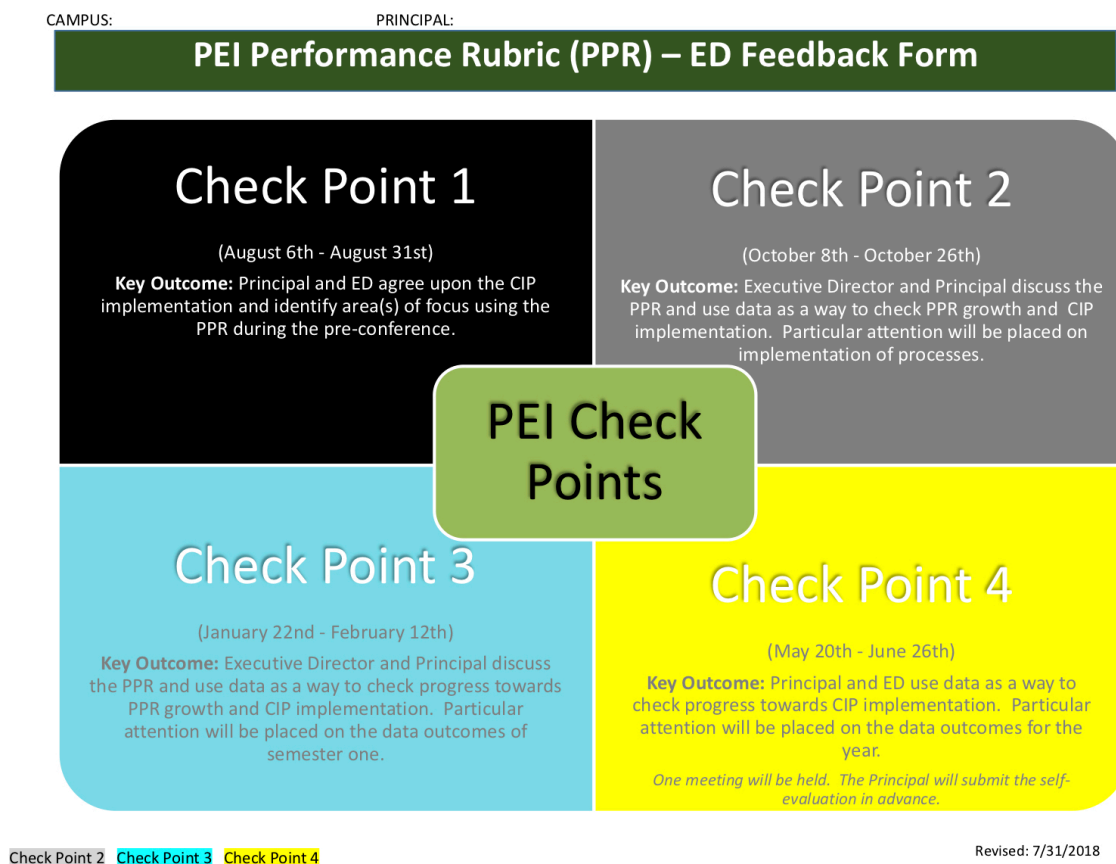 CAMPUS: PRINCIPAL:
PEI Performance Rubric (PPR) – ED Feedback Form
Check Point 1
(August 6th - August 31st)
Key Outcome: Principal and ED agree upon the CIP
implementation and identify area(s) of focus using the
PPR during the pre-conference.
Check Point 2
(October 8th - October 26th)
Key Outcome: Executive Director and Principal discuss the
PPR and use data as a way to check PPR growth and CIP
implementation. Particular attention will be placed on
implementation of processes.
PEI Check
Points
Check Point 3
(January 22nd - February 12th)
Key Outcome: Executive Director and Principal discuss
the PPR and use data as a way to check progress towards
PPR growth and CIP implementation. Particular
attention will be placed on the data outcomes of
semester one.
Check Point 4
(May 20th - June 26th)
Key Outcome: Principal and ED use data as a way to
check progress towards CIP implementation. Particular
attention will be placed on the data outcomes for the
year.
One meeting will be held. The Principal will submit the self-
evaluation in advance.
Check Point 2 Check Point 3 Check Point 4
Revised: 7/31/2018